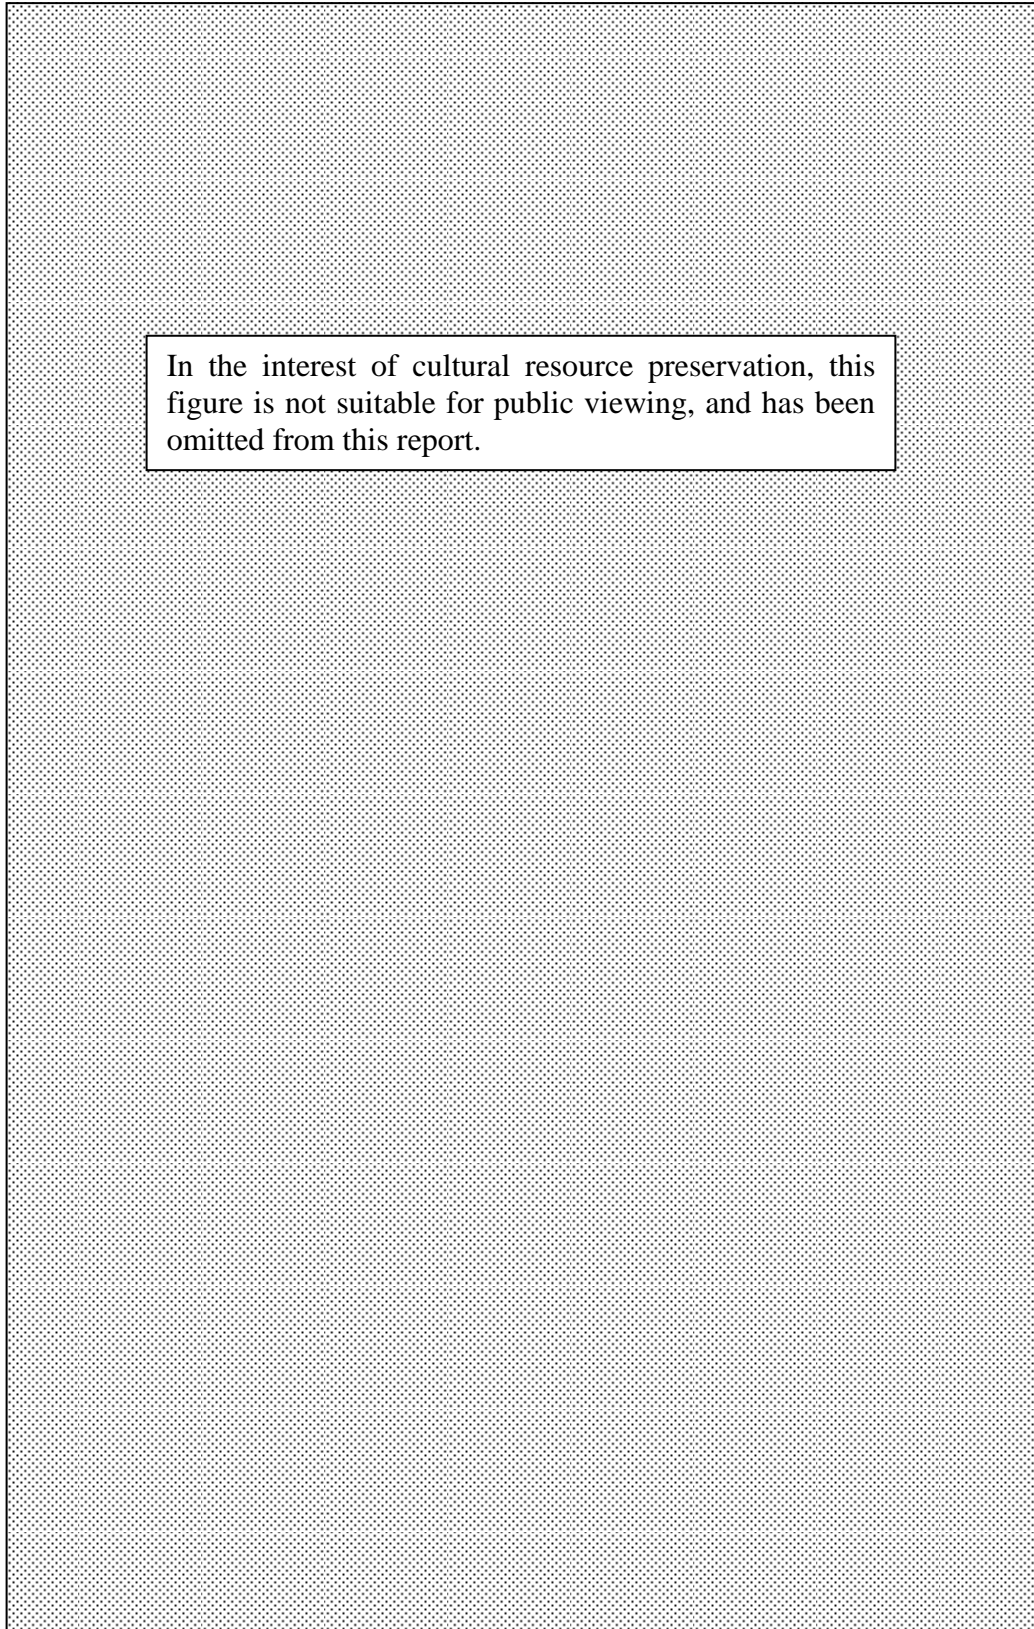 In the interest of cultural resource preservation, this
figure is not suitable for public viewing, and has been
omitted from this report.